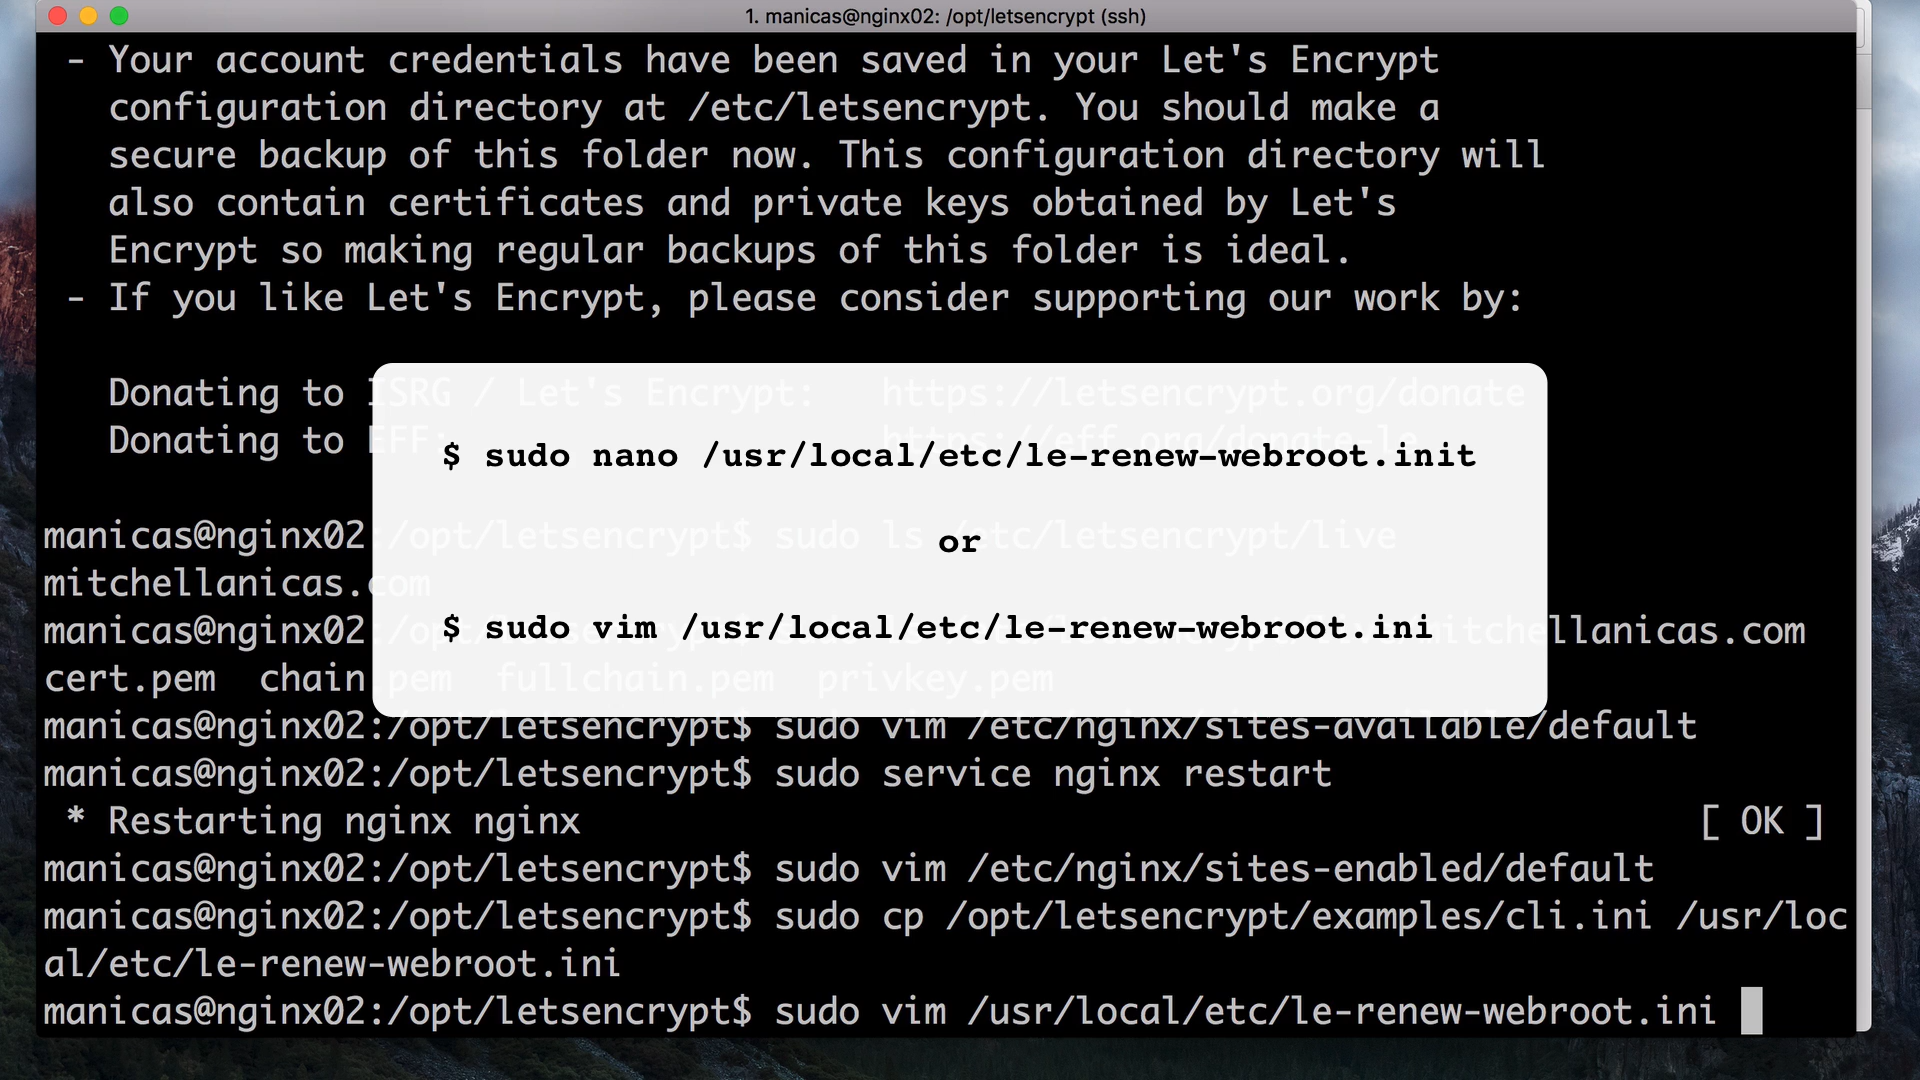 1. manicas@nginx02: /opt/letsencrypt (ssh)
- Your account credentials have been saved in your Let's Encrypt
configuration directory at /etc/letsencrypt. You should make a
secure backup of this folder now. This configuration directory will
also contain certificates and private keys obtained by Let's
Encrypt so making regular backups of this folder is ideal.
- If you like Let's Encrypt, please consider supporting our work by:
Donating to ISRG / Let's Encrypt: https://letsencrypt.org/donate
Donating to EFF: https://eff.org/donate-le
$ sudo nano /usr/local/etc/le-renew-webroot.init
manicas@nginx02:/opt/letsencrypt$ sudo ls /etc/letsencrypt/live
or
mitchellanicas.com
manicas@nginx02:/op mitchellanicas.com
$ sudo vim /usr/local/etc/le-renew-webroot.ini
cert.pem chain.pem fullchain.pem privkey.pem
manicas@nginx02:/opt/letsencrypt$ sudo vim /etc/nginx/sites-available/default
manicas@nginx02:/opt/letsencrypt$ sudo service nginx restart
* Restarting nginx nginx [ OK ]
manicas@nginx02:/opt/letsencrypt$ sudo vim /etc/nginx/sites-enabled/default
manicas@nginx02:/opt/letsencrypt$ sudo cp /opt/letsencrypt/examples/cli.ini /usr/loc
al/etc/le-renew-webroot.ini
manicas@nginx02:/opt/letsencrypt$ sudo vim /usr/local/etc/le-renew-webroot.ini